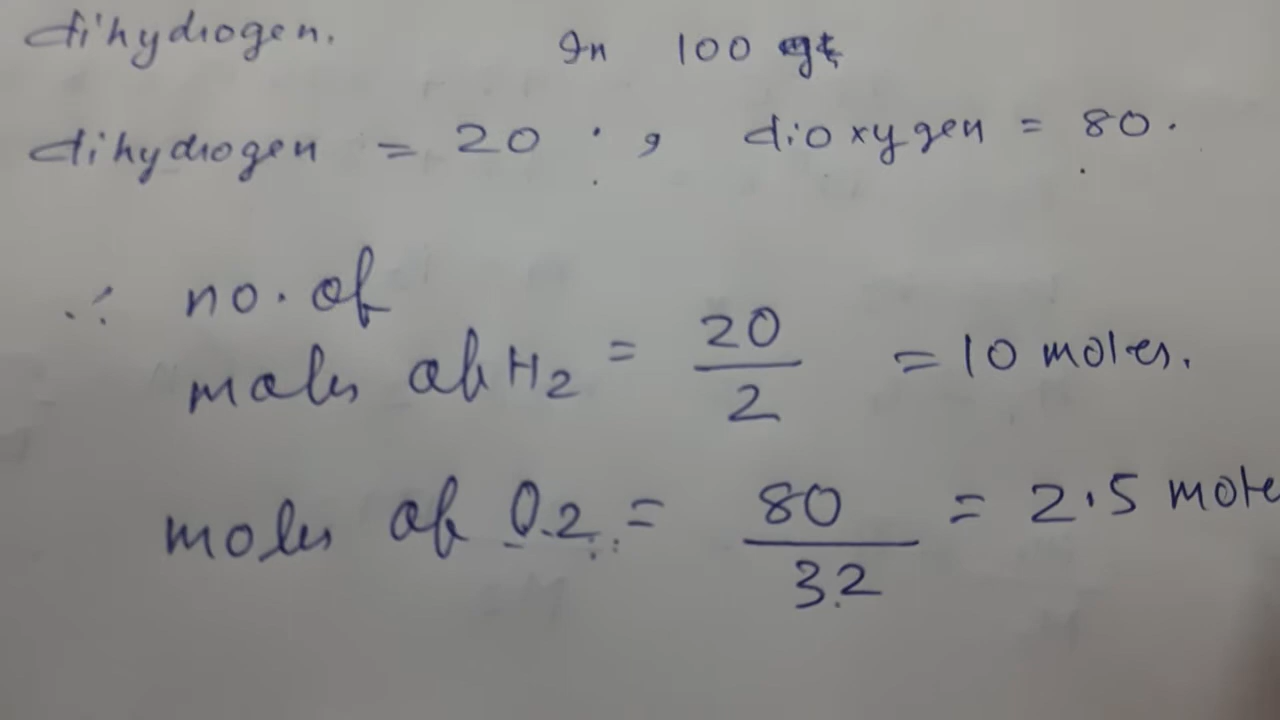 dihydrogen. In 100 g
dihydrogen = 20 , dioxygen = 80.
∴ no. of
moles of H2 = 20/2 = 10 moles.
moles of O2 = 80/32 = 2.5 mole